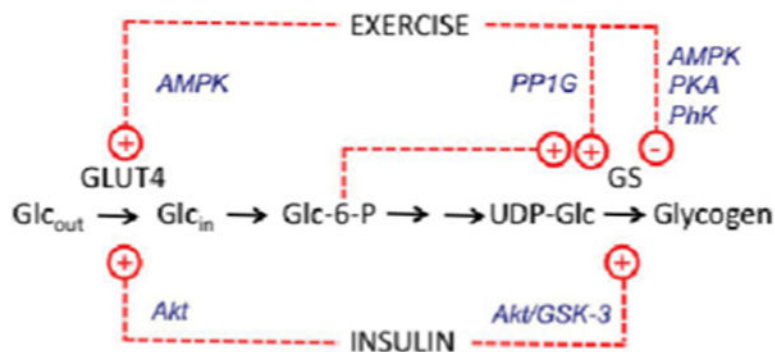 EXERCISE
AMPK
PP1G
AMPK
PKA
PhK
+
+
+
-
GLUT4
GS
Glc_out → Glc_in → Glc-6-P → → UDP-Glc → Glycogen
+
+
Akt
Akt/GSK-3
INSULIN